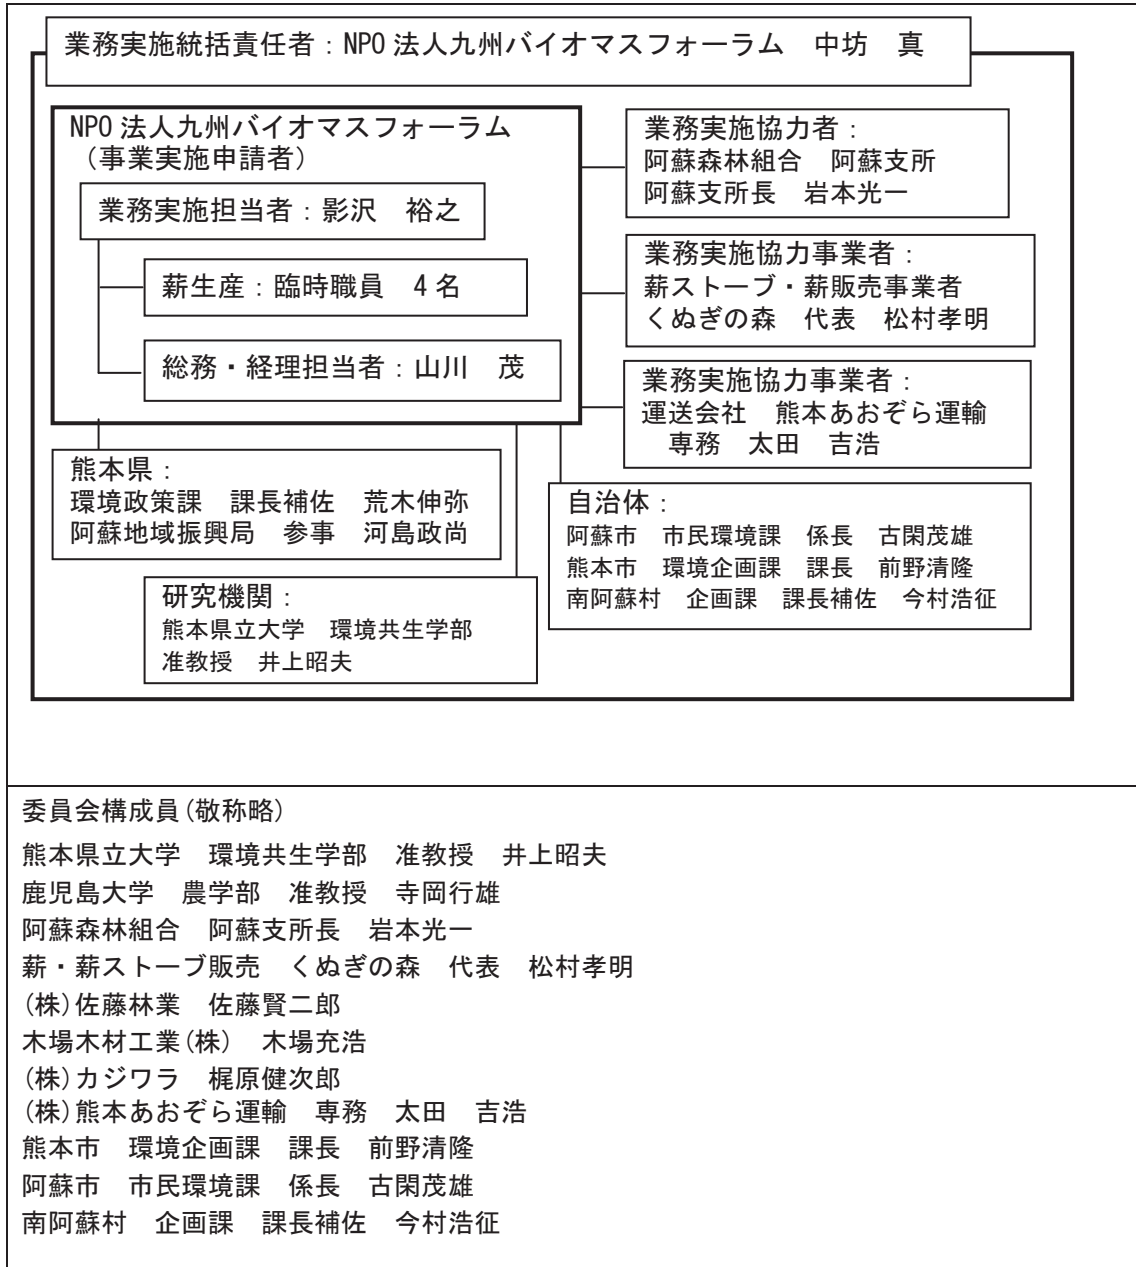 業務実施統括責任者：NPO法人九州バイオマスフォーラム　中坊　真
NPO法人九州バイオマスフォーラム
（事業実施申請者）
業務実施担当者：影沢　裕之
薪生産：臨時職員　4名
総務・経理担当者：山川　茂
業務実施協力者：
阿蘇森林組合　阿蘇支所
阿蘇支所長　岩本光一
業務実施協力事業者：
薪ストーブ・薪販売事業者
くぬぎの森　代表　松村孝明
業務実施協力事業者：
運送会社　熊本あおぞら運輸
専務　太田　吉浩
熊本県：
環境政策課　課長補佐　荒木伸弥
阿蘇地域振興局　参事　河島政尚
自治体：
阿蘇市　市民環境課　係長　古閑茂雄
熊本市　環境企画課　課長　前野清隆
南阿蘇村　企画課　課長補佐　今村浩征
研究機関：
熊本県立大学　環境共生学部
准教授　井上昭夫
委員会構成員(敬称略)
熊本県立大学　環境共生学部　准教授　井上昭夫
鹿児島大学　農学部　准教授　寺岡行雄
阿蘇森林組合　阿蘇支所長　岩本光一
薪・薪ストーブ販売　くぬぎの森　代表　松村孝明
(株)佐藤林業　佐藤賢二郎
木場木材工業(株)　木場充浩
(株)カジワラ　梶原健次郎
(株)熊本あおぞら運輸　専務　太田　吉浩
熊本市　環境企画課　課長　前野清隆
阿蘇市　市民環境課　係長　古閑茂雄
南阿蘇村　企画課　課長補佐　今村浩征